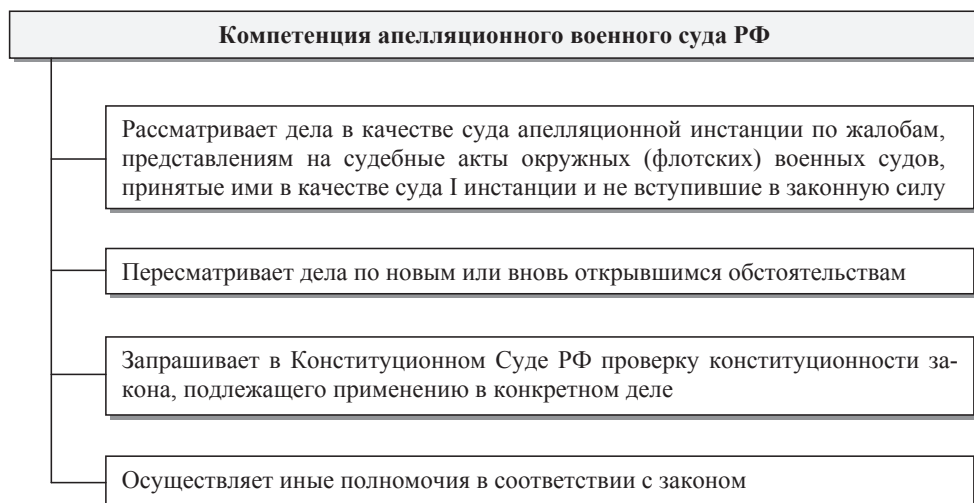 Компетенция апелляционного военного суда РФ
Рассматривает дела в качестве суда апелляционной инстанции по жалобам,
представлениям на судебные акты окружных (флотских) военных судов,
принятые ими в качестве суда I инстанции и не вступившие в законную силу
Пересматривает дела по новым или вновь открывшимся обстоятельствам
Запрашивает в Конституционном Суде РФ проверку конституционности за-
кона, подлежащего применению в конкретном деле
Осуществляет иные полномочия в соответствии с законом